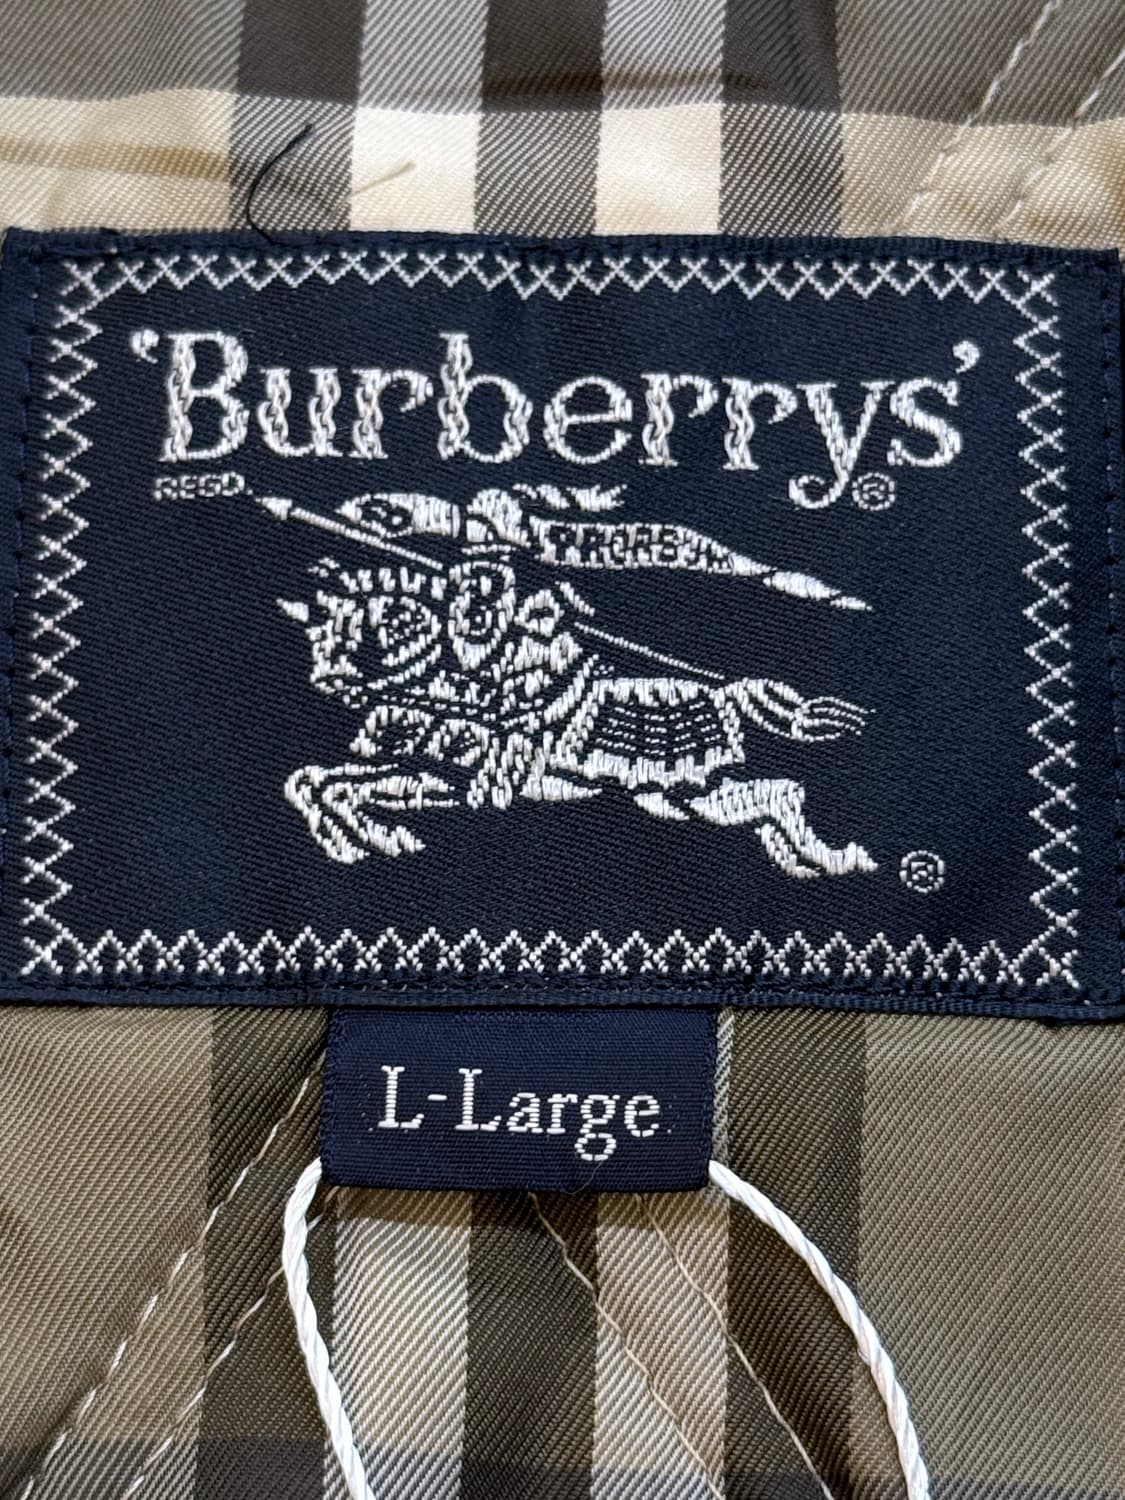 'Burberrys'
REGD. ®
PRORSUM
®
L-Large